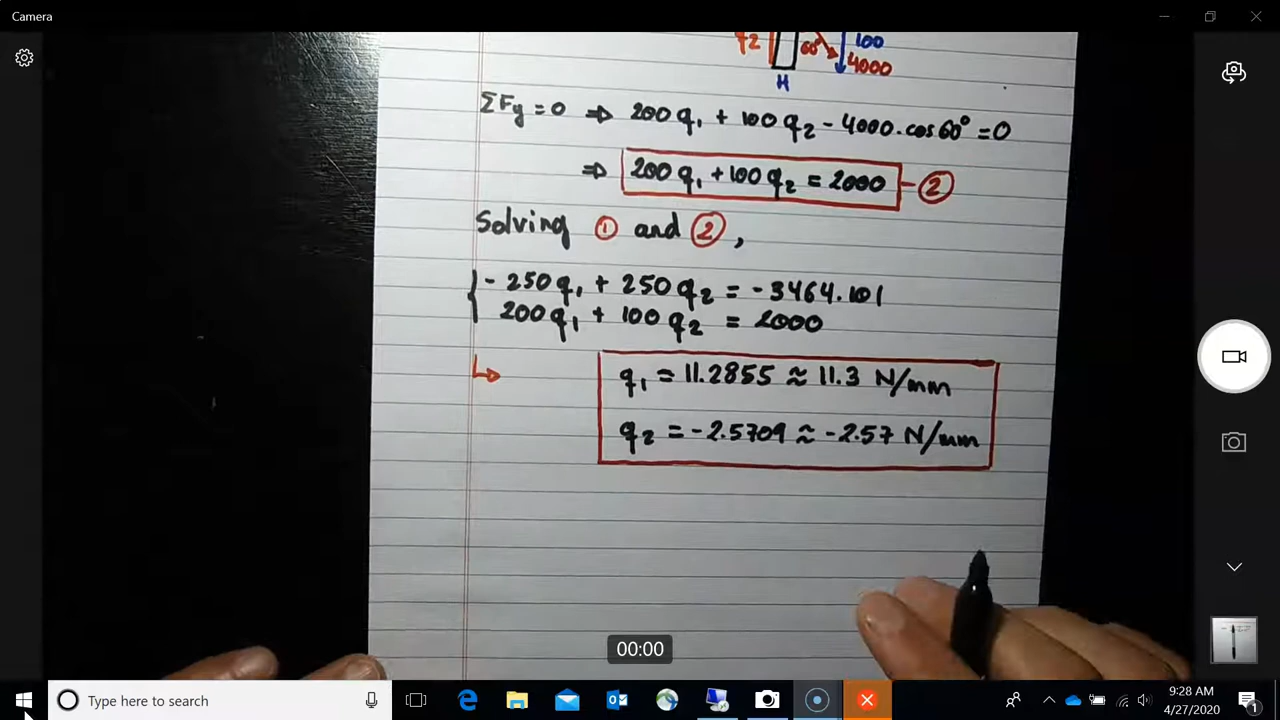 Camera
q2 60° 100
4000
H
ΣFy = 0 ⇒ 200 q1 + 100 q2 - 4000.cos60° = 0
⇒ 200 q1 + 100 q2 = 2000 - ②
Solving ① and ②,
- 250 q1 + 250 q2 = - 3464.101
200 q1 + 100 q2 = 2000
q1 = 11.2855 ≈ 11.3 N/mm
q2 = -2.5709 ≈ -2.57 N/mm
00:00
Type here to search
9:28 AM
4/27/2020
1